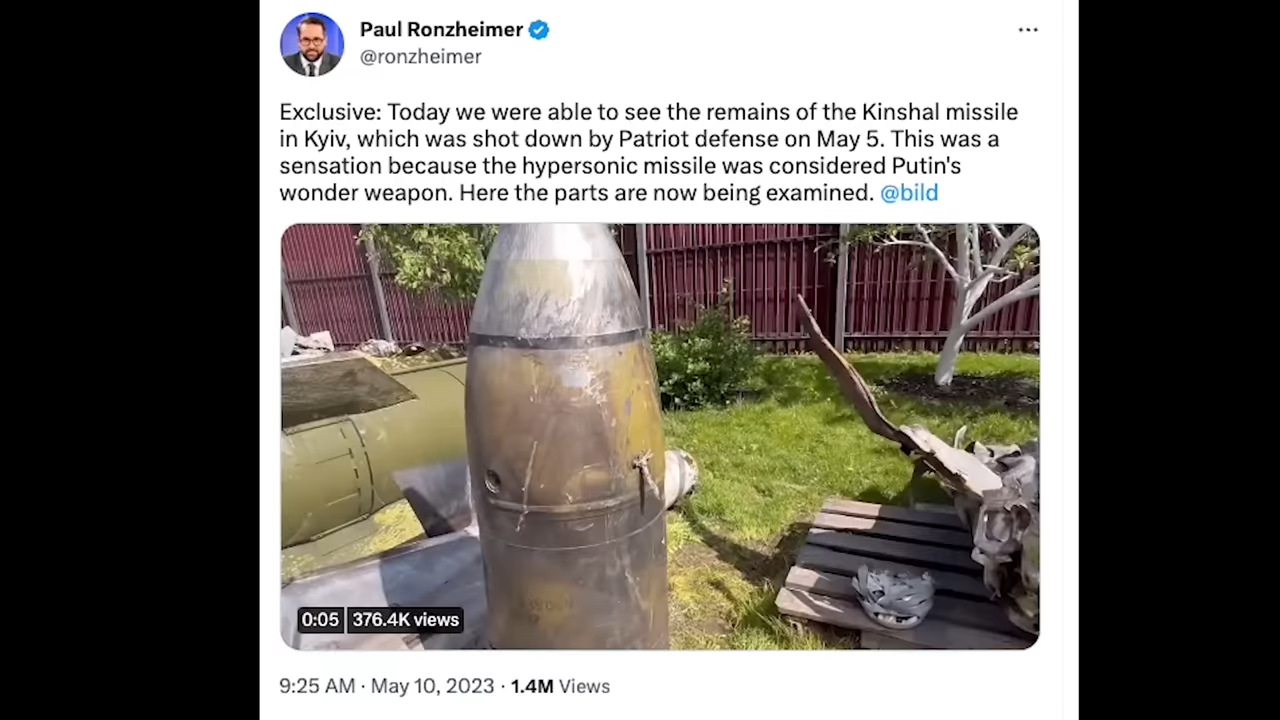 Paul Ronzheimer
@ronzheimer
Exclusive: Today we were able to see the remains of the Kinshal missile
in Kyiv, which was shot down by Patriot defense on May 5. This was a
sensation because the hypersonic missile was considered Putin's
wonder weapon. Here the parts are now being examined. @bild
0:05 376.4K views
9:25 AM · May 10, 2023 · 1.4M Views